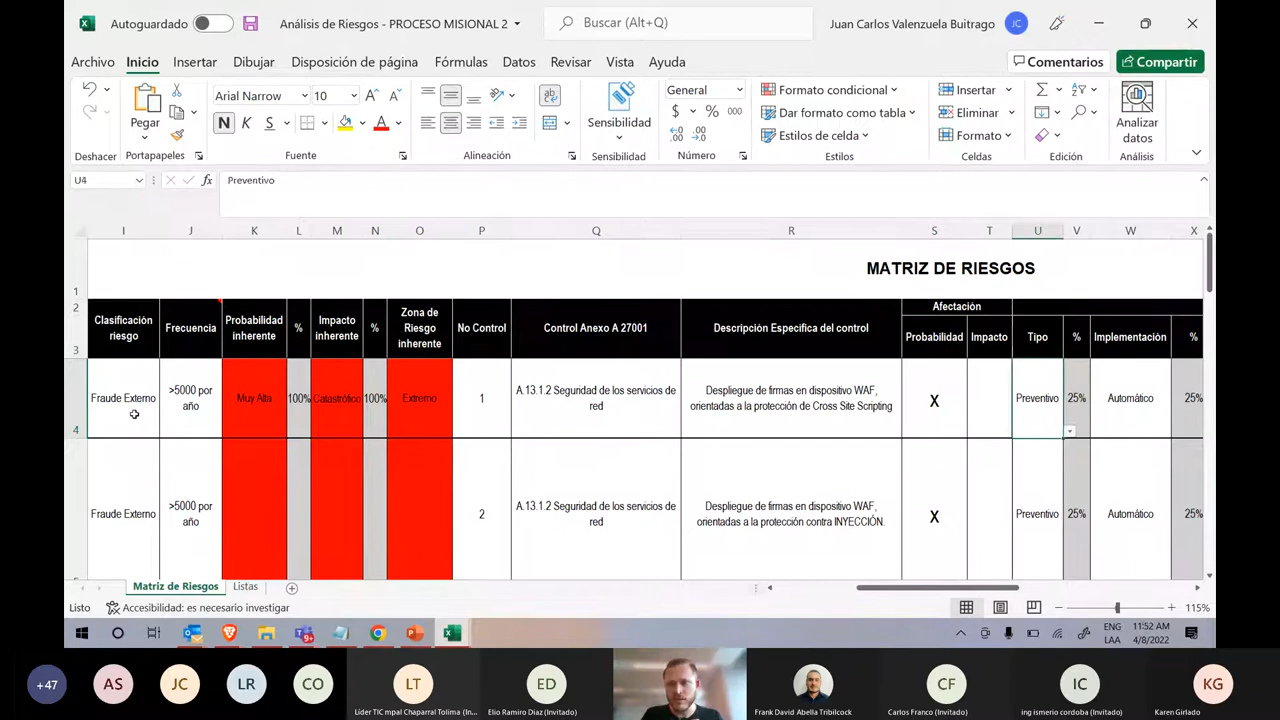 Autoguardado
Análisis de Riesgos - PROCESO MISIONAL 2
Buscar (Alt+Q)
Juan Carlos Valenzuela Buitrago
JC
Archivo Inicio Insertar Dibujar Disposición de página Fórmulas Datos Revisar Vista Ayuda
Comentarios
Compartir
Pegar
Arial Narrow
10
N K S
General
$ % 000
Sensibilidad
Formato condicional
Dar formato como tabla
Estilos de celda
Insertar
Eliminar
Formato
Analizar
datos
Deshacer Portapapeles Fuente Alineación Sensibilidad Número Estilos Celdas Edición Análisis
U4
fx
Preventivo
I J K L M N O P Q R S T U V W X
1
MATRIZ DE RIESGOS
2
3
Clasificación
riesgo
Frecuencia
Probabilidad
inherente
%
Impacto
inherente
%
Zona de
Riesgo
inherente
No Control
Control Anexo A 27001
Descripción Especifica del control
Afectación
Probabilidad
Impacto
Tipo
%
Implementación
%
4
Fraude Externo
>5000 por
año
Muy Alta
100%
Catastrófico
100%
Extremo
1
A.13.1.2 Seguridad de los servicios de
red
Despliegue de firmas en dispositivo WAF,
orientadas a la protección de Cross Site Scripting
X
Preventivo
25%
Automático
25%
Fraude Externo
>5000 por
año
2
A.13.1.2 Seguridad de los servicios de
red
Despliegue de firmas en dispositivo WAF,
orientadas a la protección contra INYECCIÓN.
X
Preventivo
25%
Automático
25%
Matriz de Riesgos
Listas
Listo
Accesibilidad: es necesario investigar
115%
ENG
LAA
11:52 AM
4/8/2022
+47
AS
JC
LR
CO
LT
Lider TIC mpal Chaparral Tolima (In...
ED
Elio Ramiro Diaz (Invitado)
Frank David Abella Tribilcock
CF
Carlos Franco (Invitado)
IC
ing ismerio cordoba (Invitado)
KG
Karen Girlado